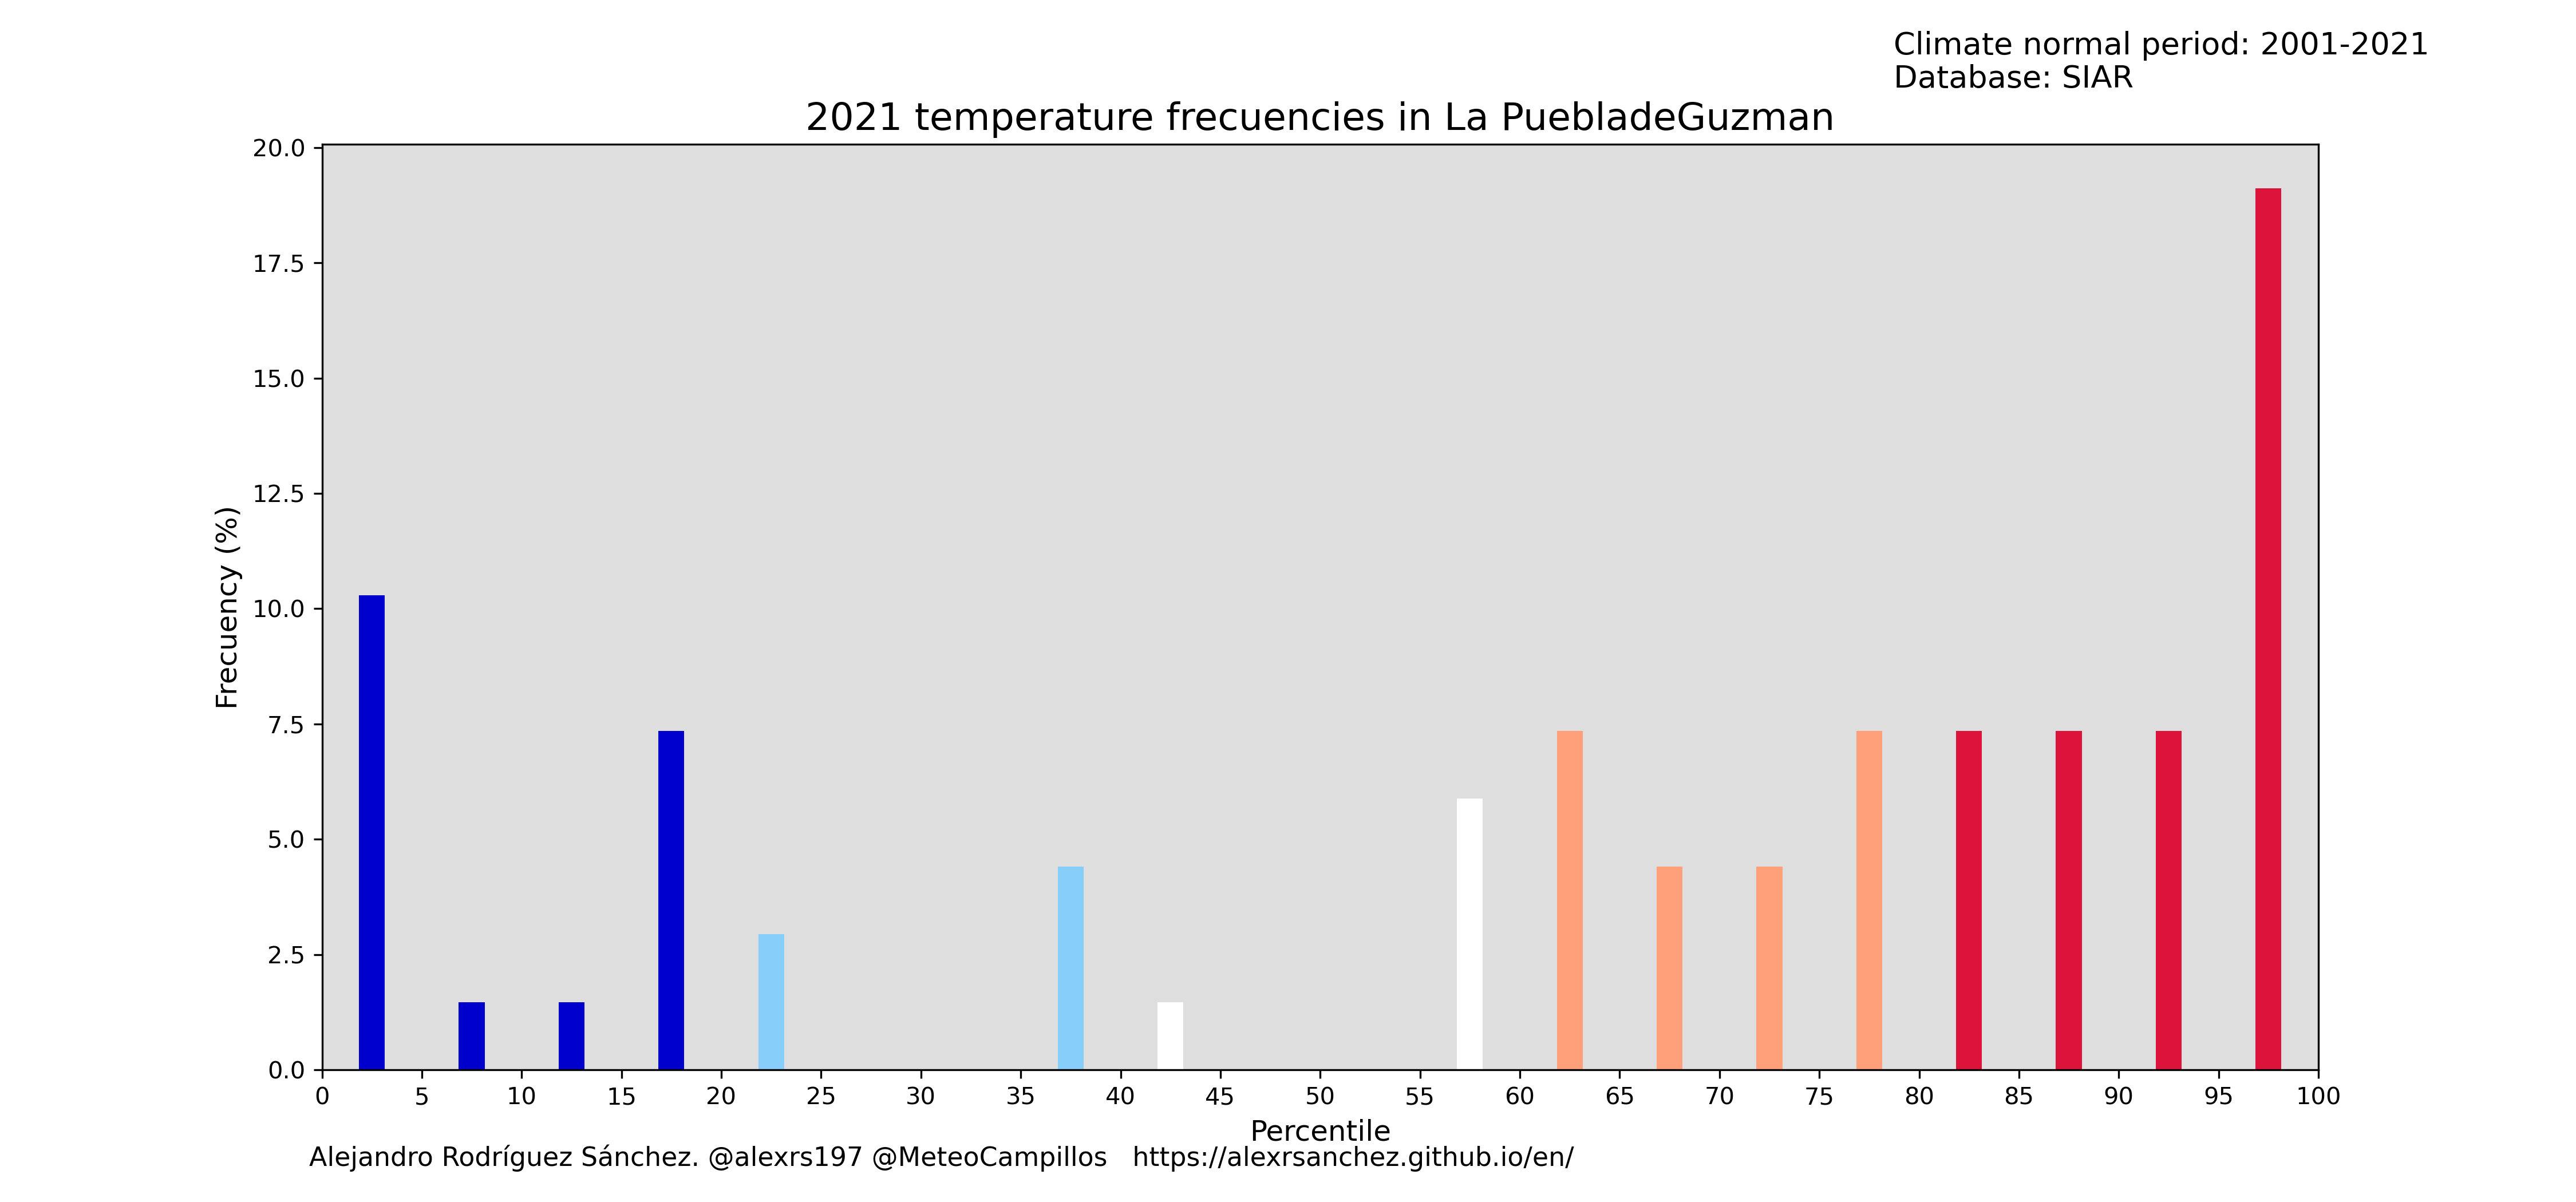 Climate normal period: 2001-2021
Database: SIAR
2021 temperature frecuencies in La PuebladeGuzman
20.0
17.5
15.0
12.5
10.0
7.5
5.0
2.5
0.0
Frecuency (%)
0 5 10 15 20 25 30 35 40 45 50 55 60 65 70 75 80 85 90 95 100
Percentile
Alejandro Rodríguez Sánchez. @alexrs197 @MeteoCampillos https://alexrsanchez.github.io/en/